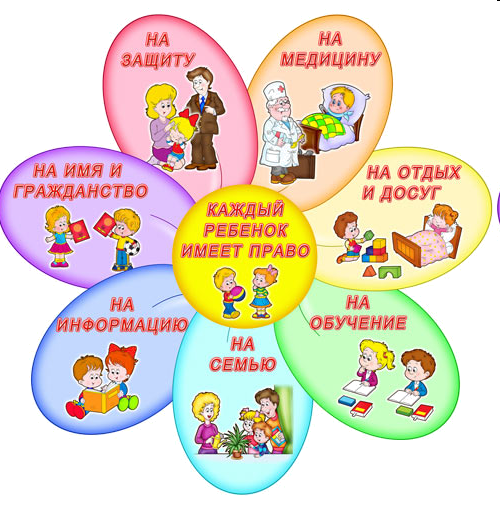 КАЖДЫЙ
РЕБЕНОК
ИМЕЕТ ПРАВО
НА
ЗАЩИТУ
НА
МЕДИЦИНУ
НА ОТДЫХ
И ДОСУГ
НА
ОБУЧЕНИЕ
НА
СЕМЬЮ
НА
ИНФОРМАЦИЮ
НА ИМЯ И
ГРАЖДАНСТВО